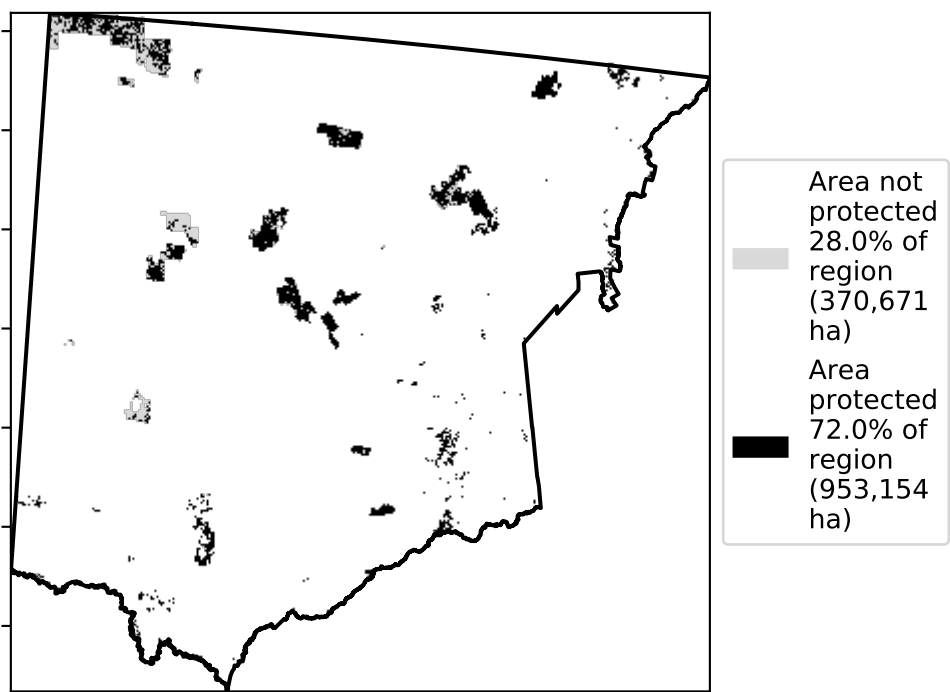 Area not
protected
28.0% of
region
(370,671
ha)
Area
protected
72.0% of
region
(953,154
ha)